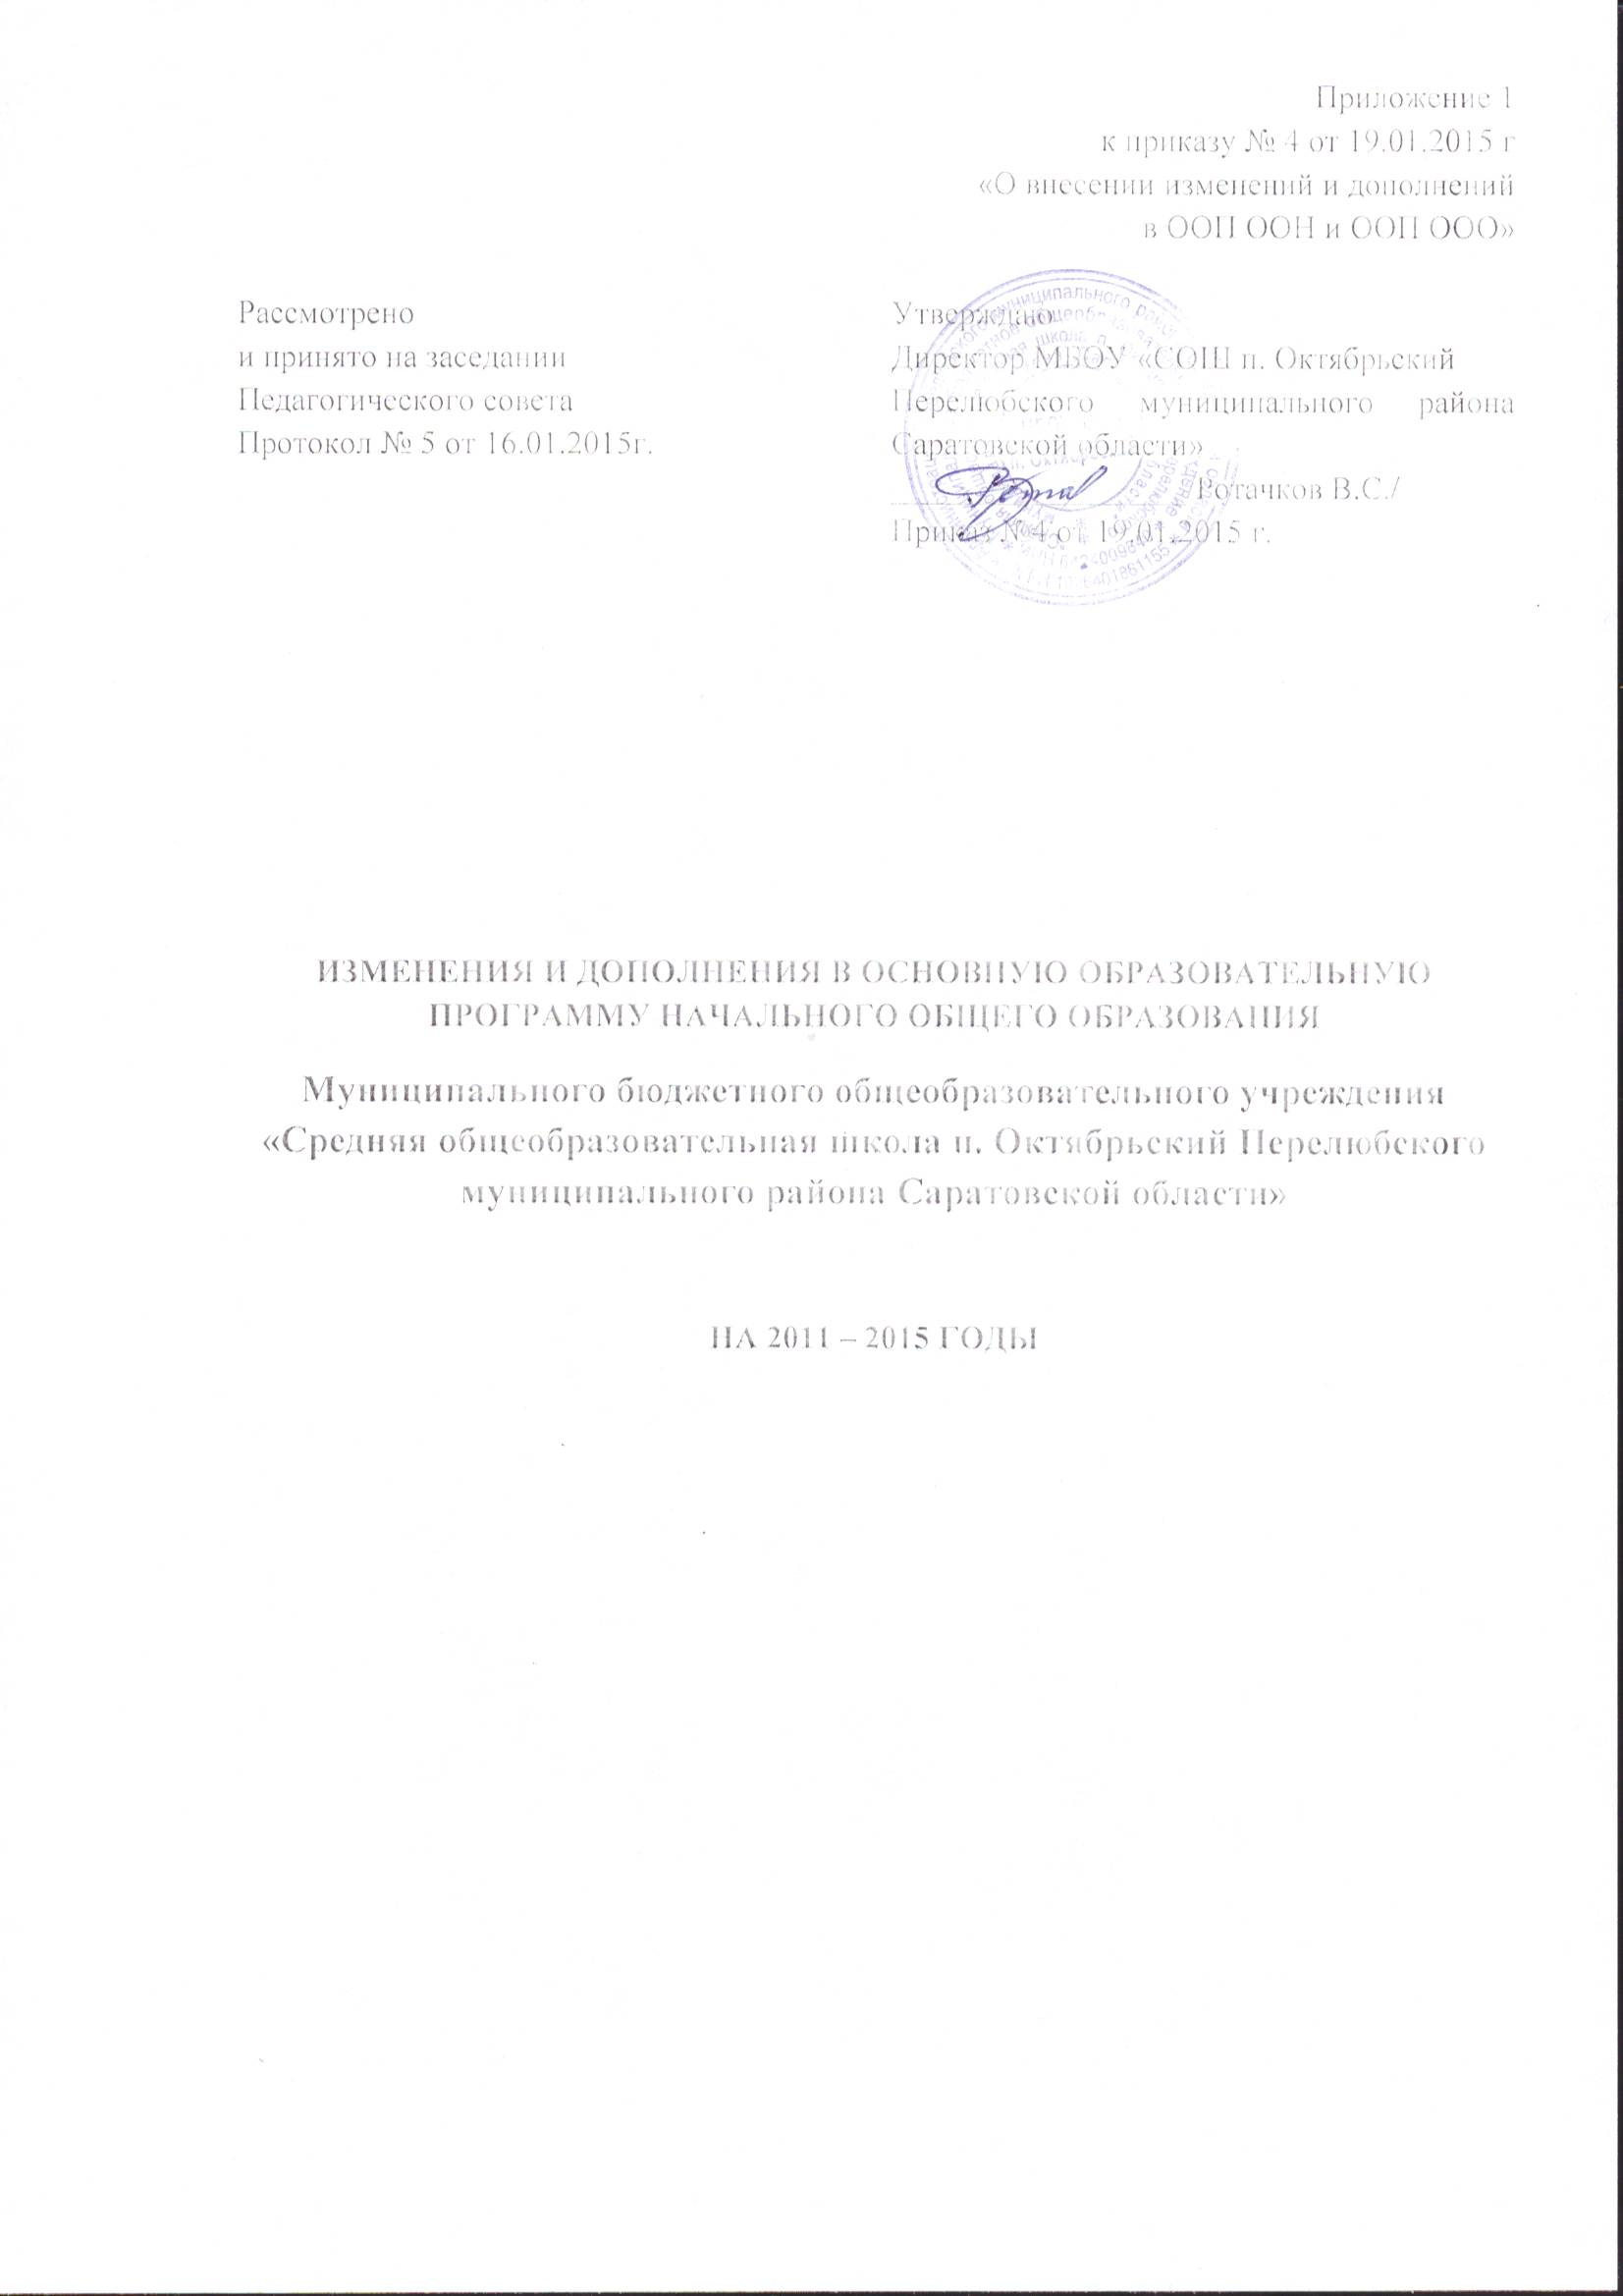 Приложение 1
к приказу № 4 от 19.01.2015 г
«О внесении изменений и дополнений
в ООП ООН и ООП ООО»
Рассмотрено
и принято на заседании
Педагогического совета
Протокол № 5 от 16.01.2015г.
Утверждаю
Директор МБОУ «СОШ п. Октябрьский
Перелюбского муниципального района
Саратовской области»
Ротачков В.С./
Приказ № 4 от 19.01.2015 г.
ИЗМЕНЕНИЯ И ДОПОЛНЕНИЯ В ОСНОВНУЮ ОБРАЗОВАТЕЛЬНУЮ
ПРОГРАММУ НАЧАЛЬНОГО ОБЩЕГО ОБРАЗОВАНИЯ
Муниципального бюджетного общеобразовательного учреждения
«Средняя общеобразовательная школа п. Октябрьский Перелюбского
муниципального района Саратовской области»
НА 2011 – 2015 ГОДЫ